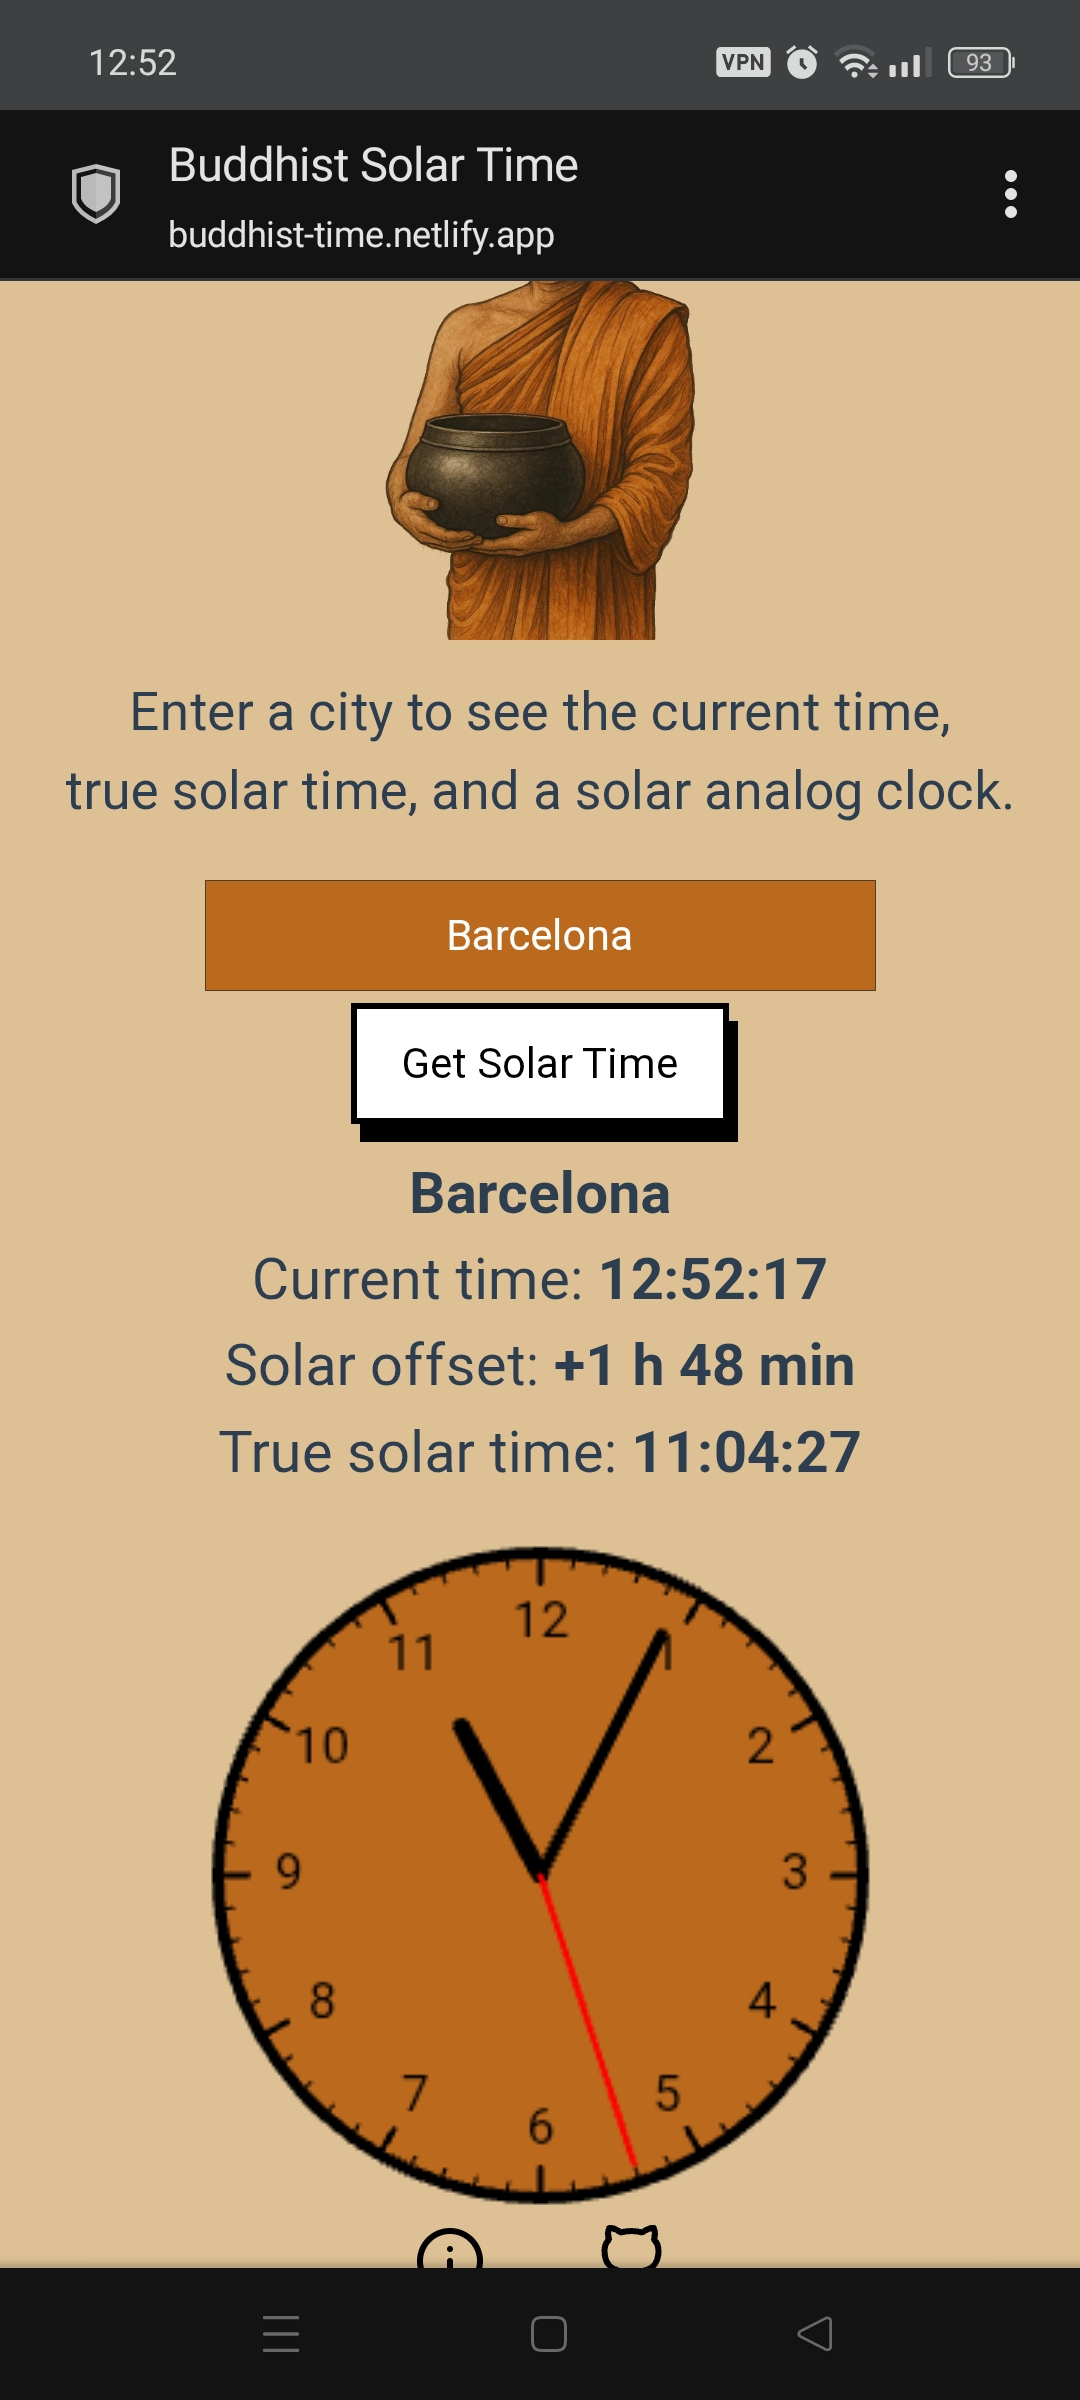 12:52
VPN
93
Buddhist Solar Time
buddhist-time.netlify.app
Enter a city to see the current time,
true solar time, and a solar analog clock.
Barcelona
Get Solar Time
Barcelona
Current time: 12:52:17
Solar offset: +1 h 48 min
True solar time: 11:04:27
12
11
1
10
2
9
3
8
4
7
5
6